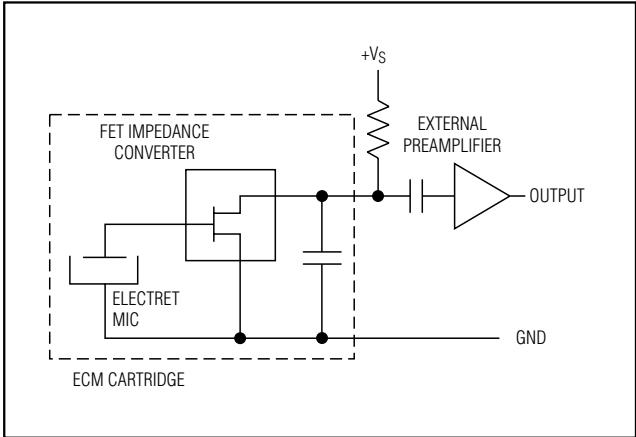 +VS
FET IMPEDANCE
CONVERTER
EXTERNAL
PREAMPLIFIER
OUTPUT
ELECTRET
MIC
GND
ECM CARTRIDGE